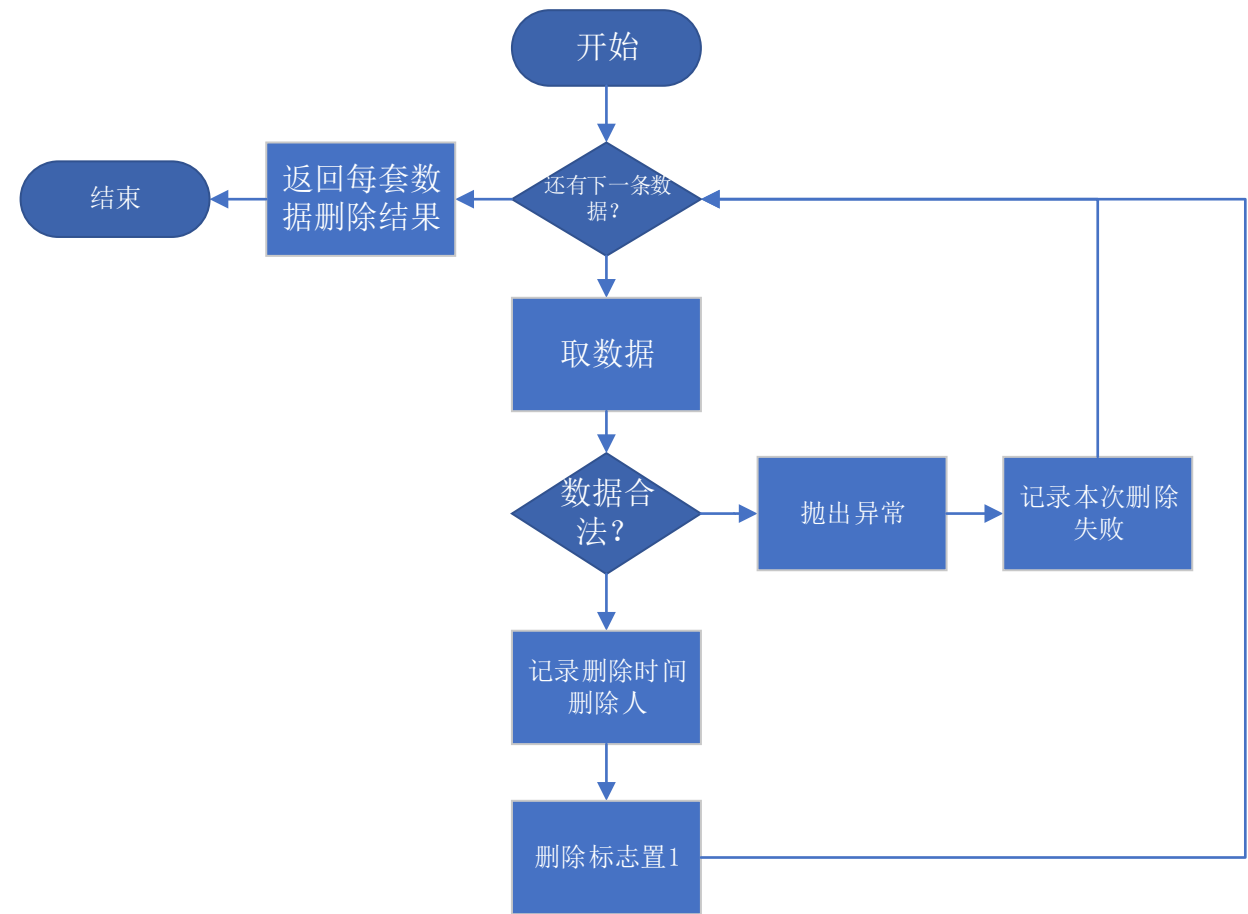 开始
结束
返回每套数
据删除结果
还有下一条数
据？
取数据
数据合
法？
抛出异常
记录本次删除
失败
记录删除时间
删除人
删除标志置1